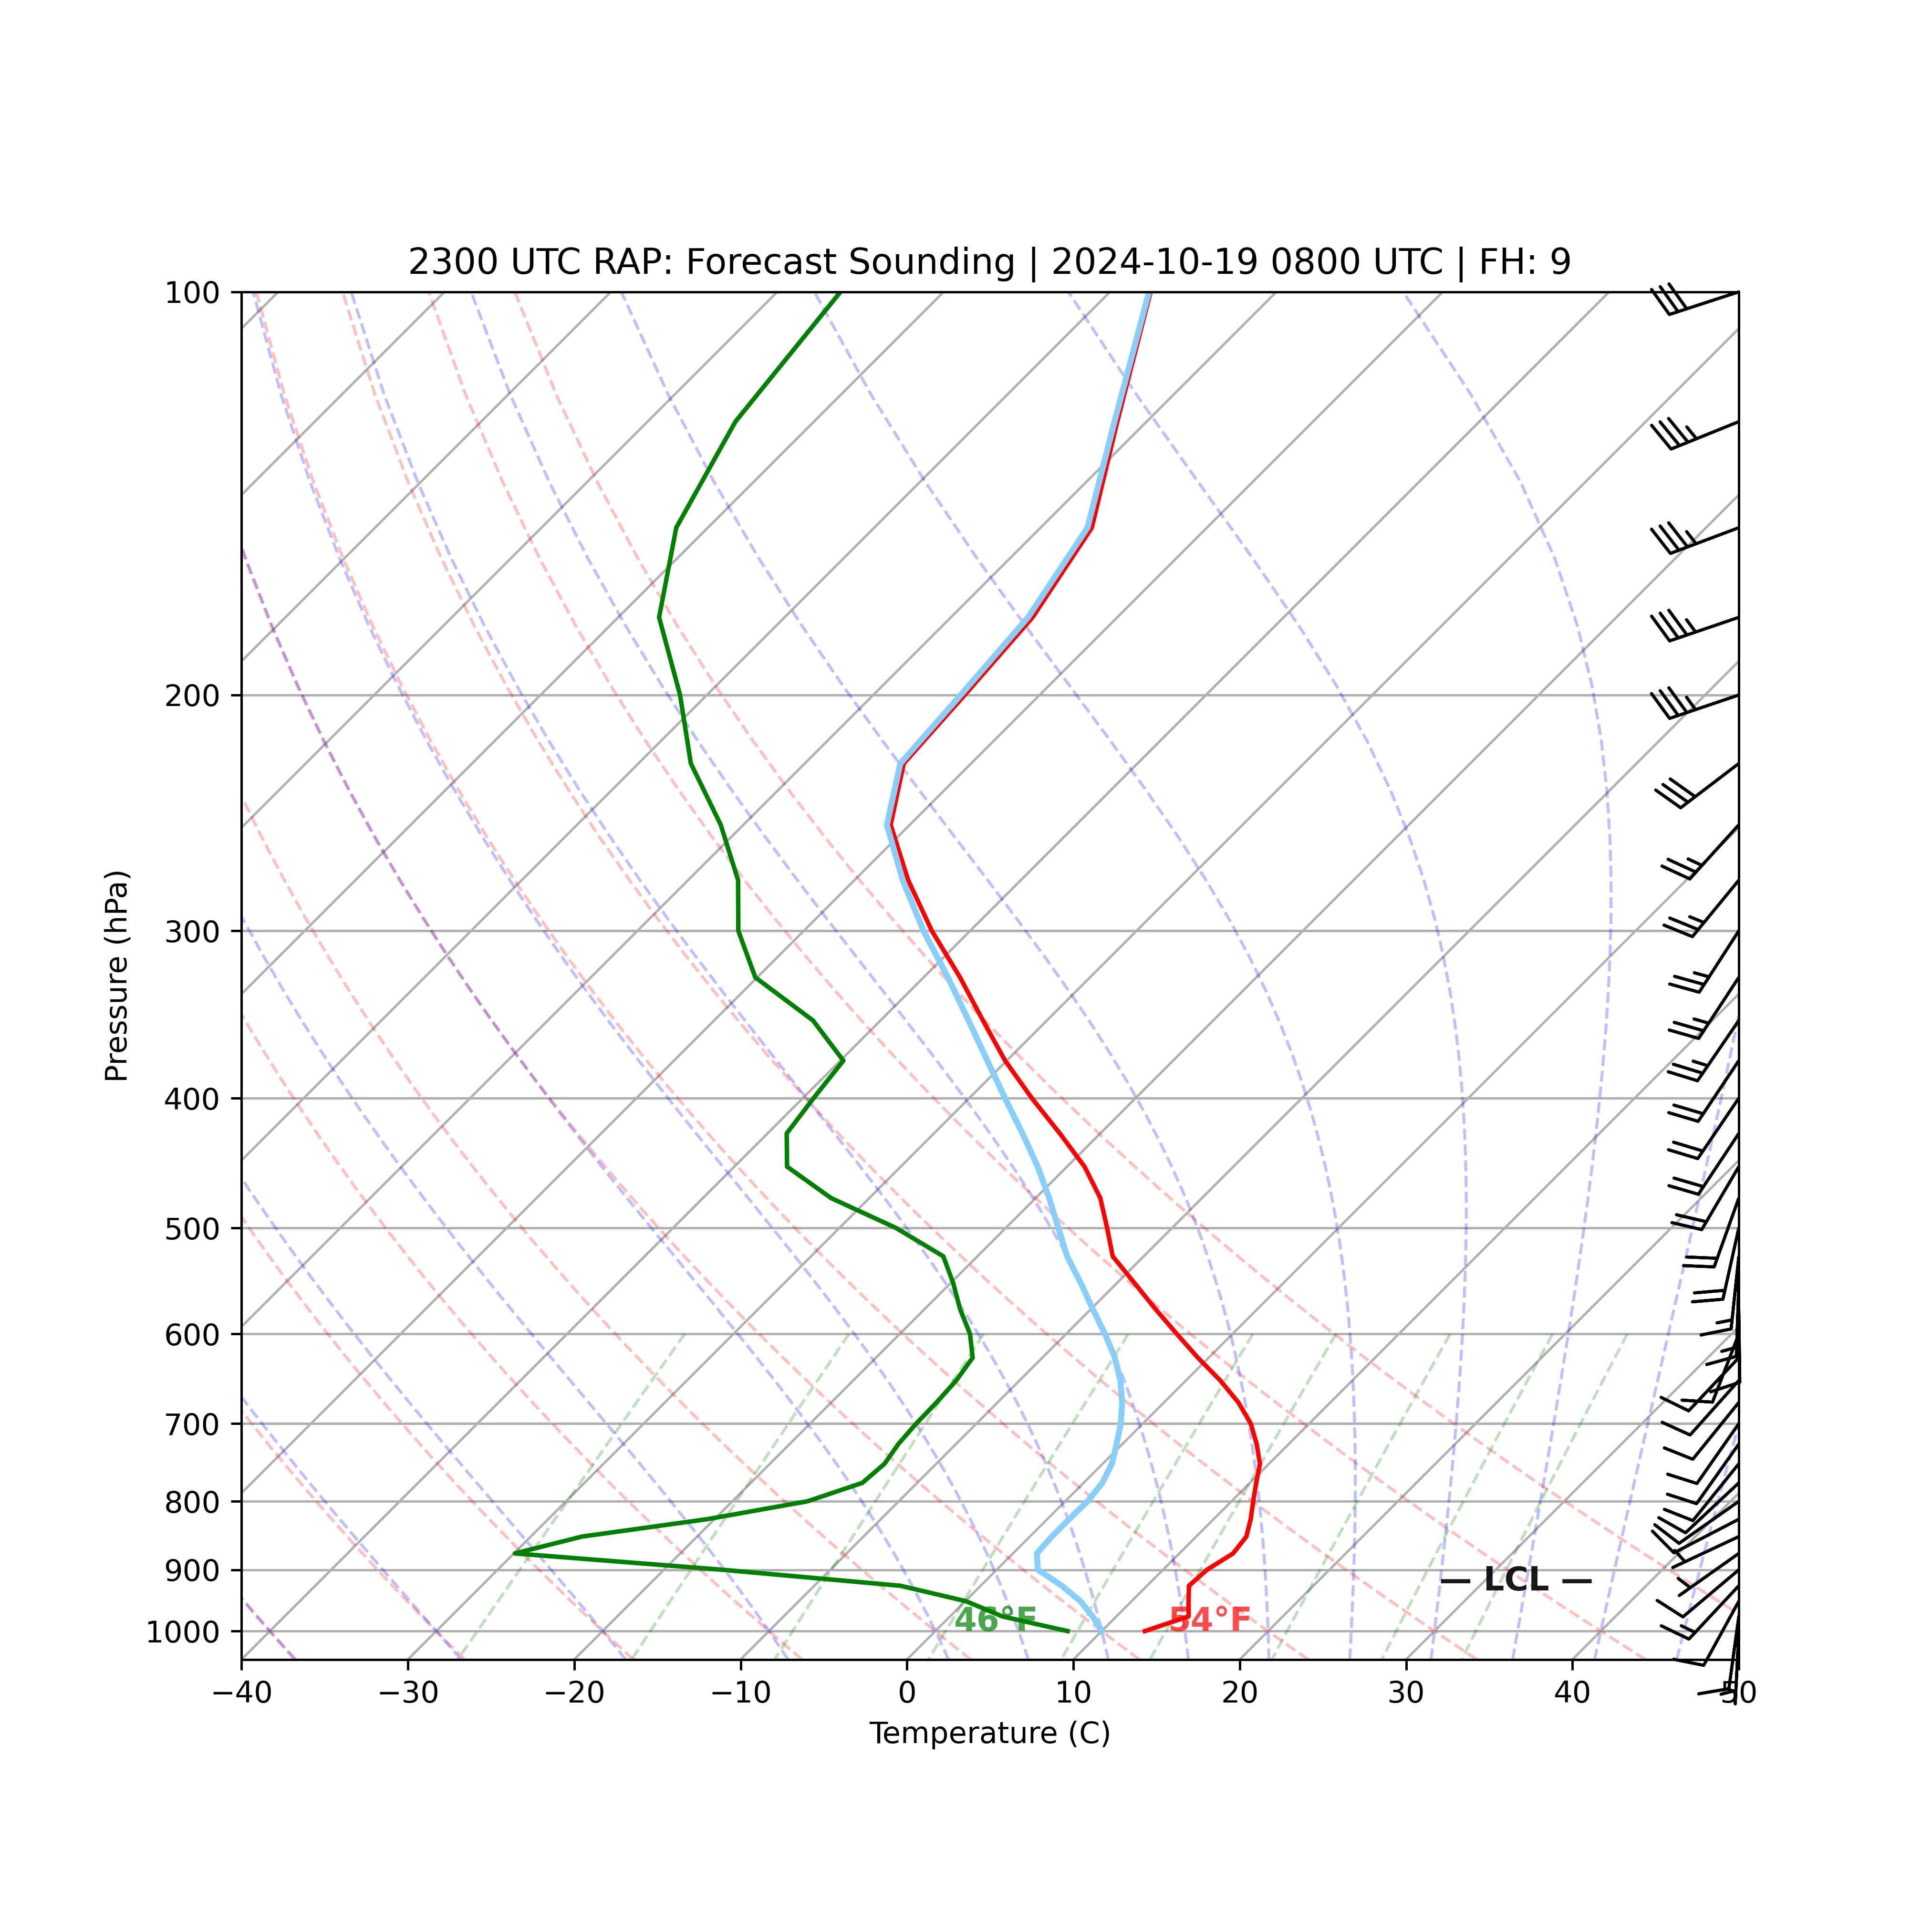 2300 UTC RAP: Forecast Sounding | 2024-10-19 0800 UTC | FH: 9
100
200
300
400
500
600
700
800
900
1000
Pressure (hPa)
— LCL —
46°F
54°F
−40 −30 −20 −10 0 10 20 30 40 50
Temperature (C)